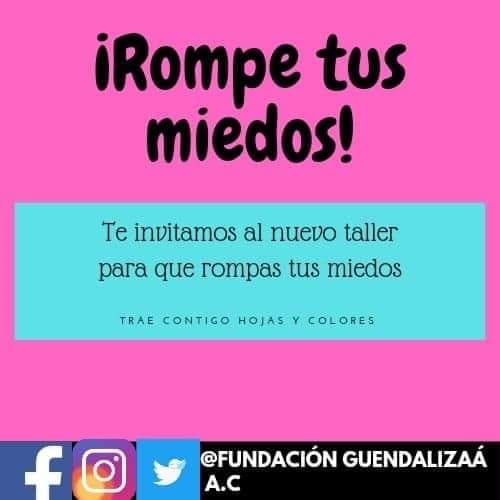 ¡Rompe tus
miedos!
Te invitamos al nuevo taller
para que rompas tus miedos
TRAE CONTIGO HOJAS Y COLORES
@FUNDACIÓN GUENDALIZAÁ
A.C